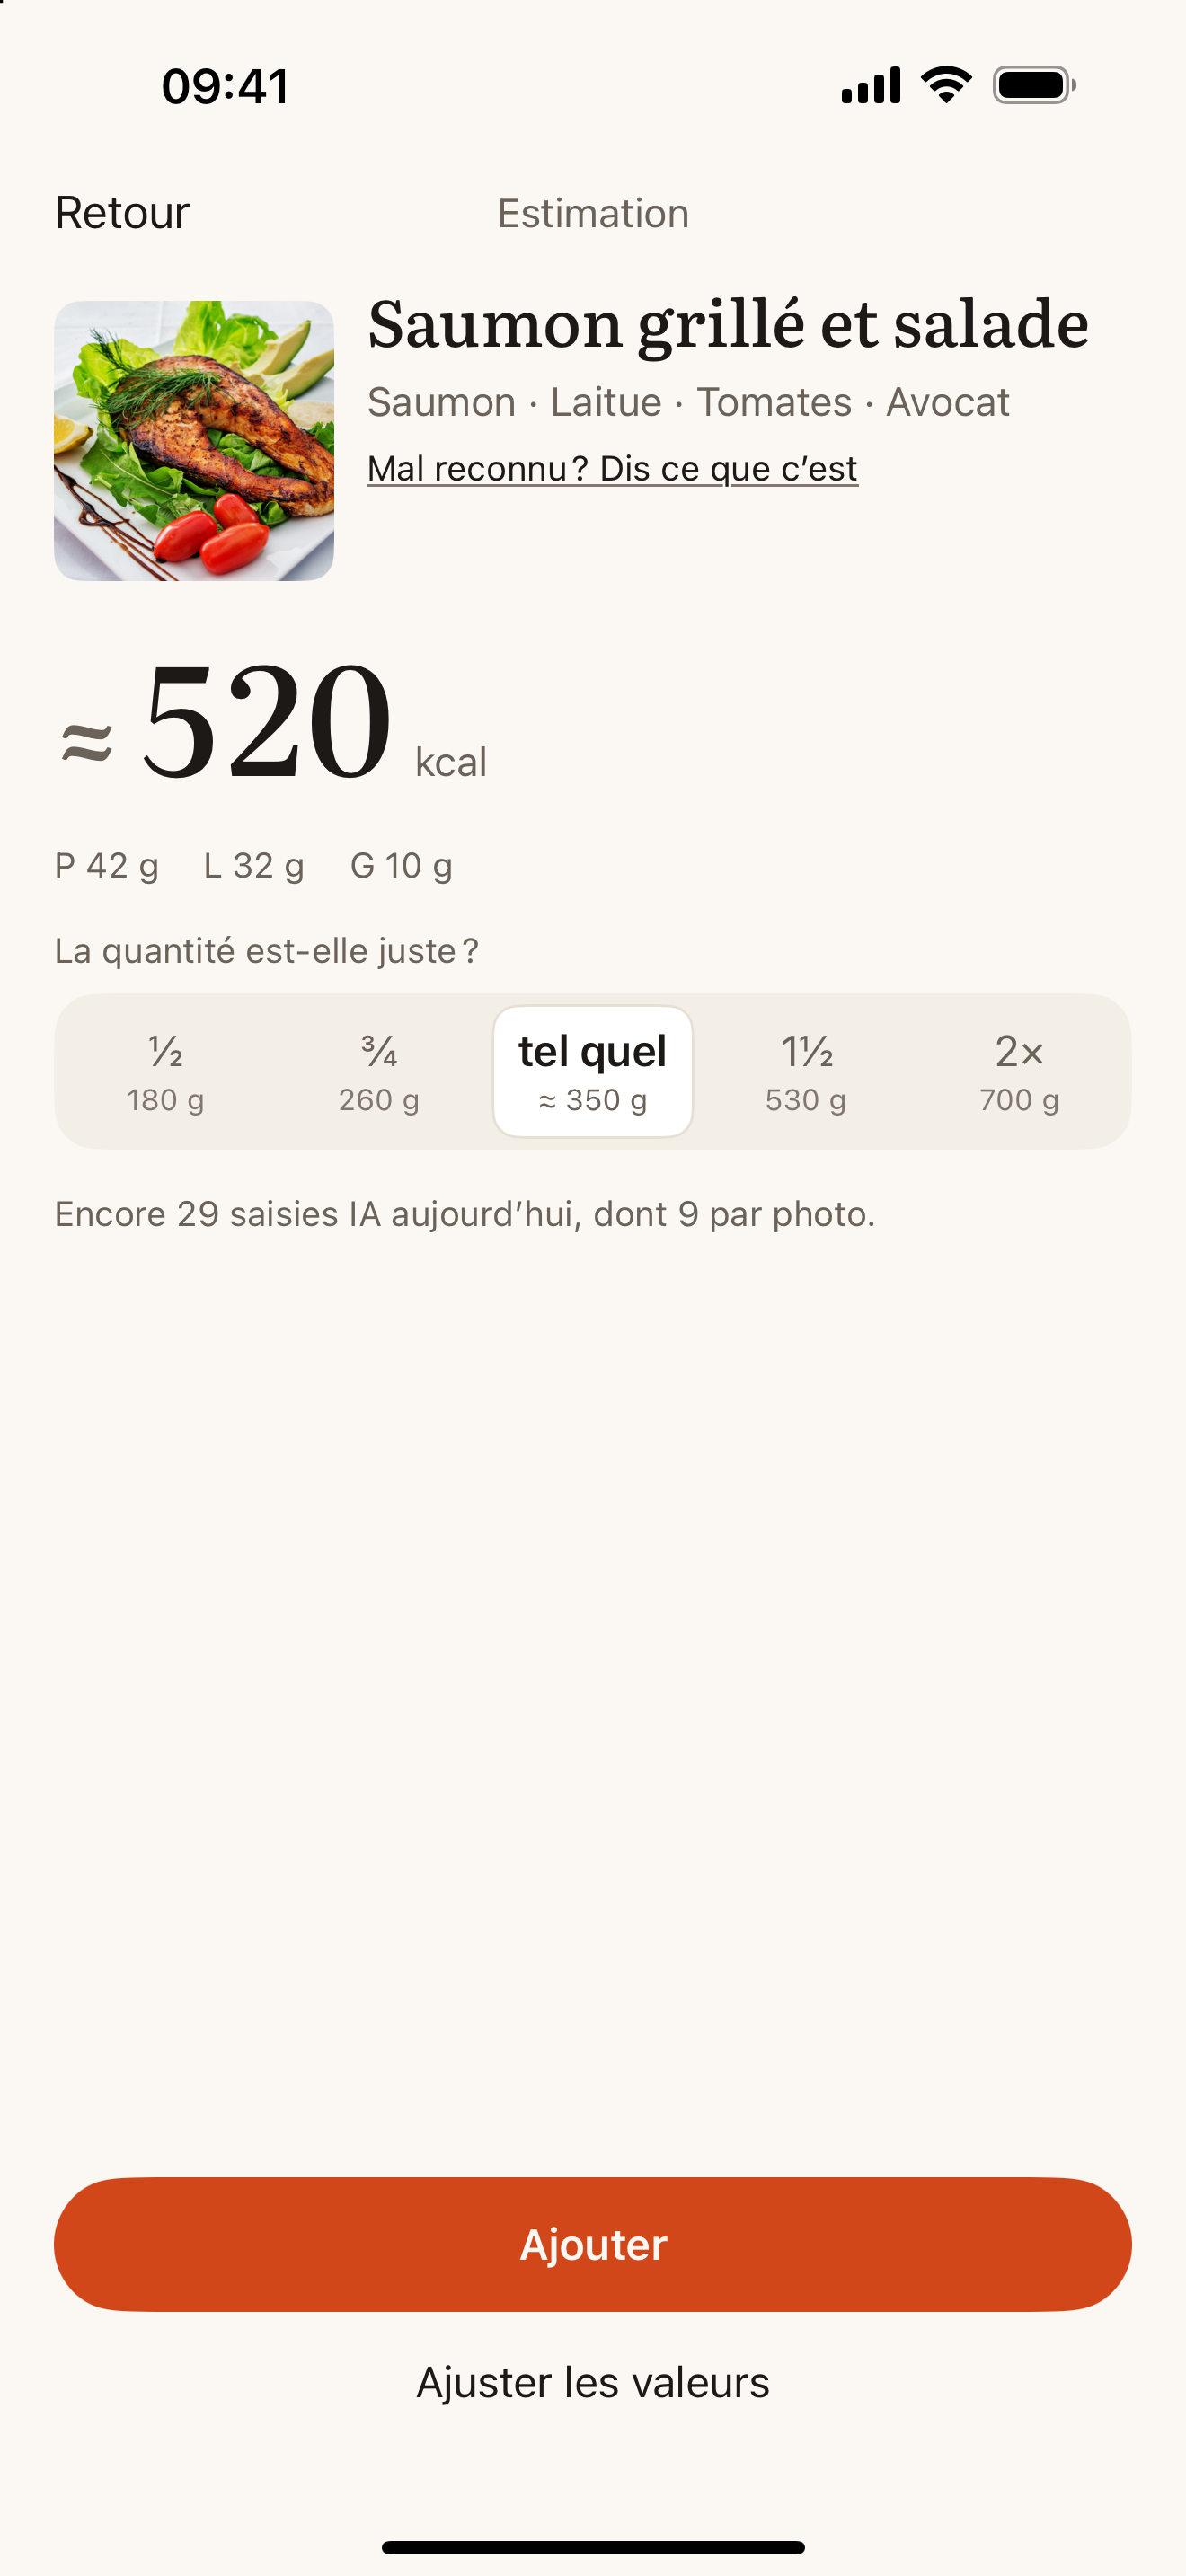 09:41
Retour
Estimation
Saumon grillé et salade
Saumon · Laitue · Tomates · Avocat
Mal reconnu ? Dis ce que c’est
≈ 520 kcal
P 42 g L 32 g G 10 g
La quantité est-elle juste ?
½ ¾ tel quel 1½ 2×
180 g 260 g ≈ 350 g 530 g 700 g
Encore 29 saisies IA aujourd’hui, dont 9 par photo.
Ajouter
Ajuster les valeurs